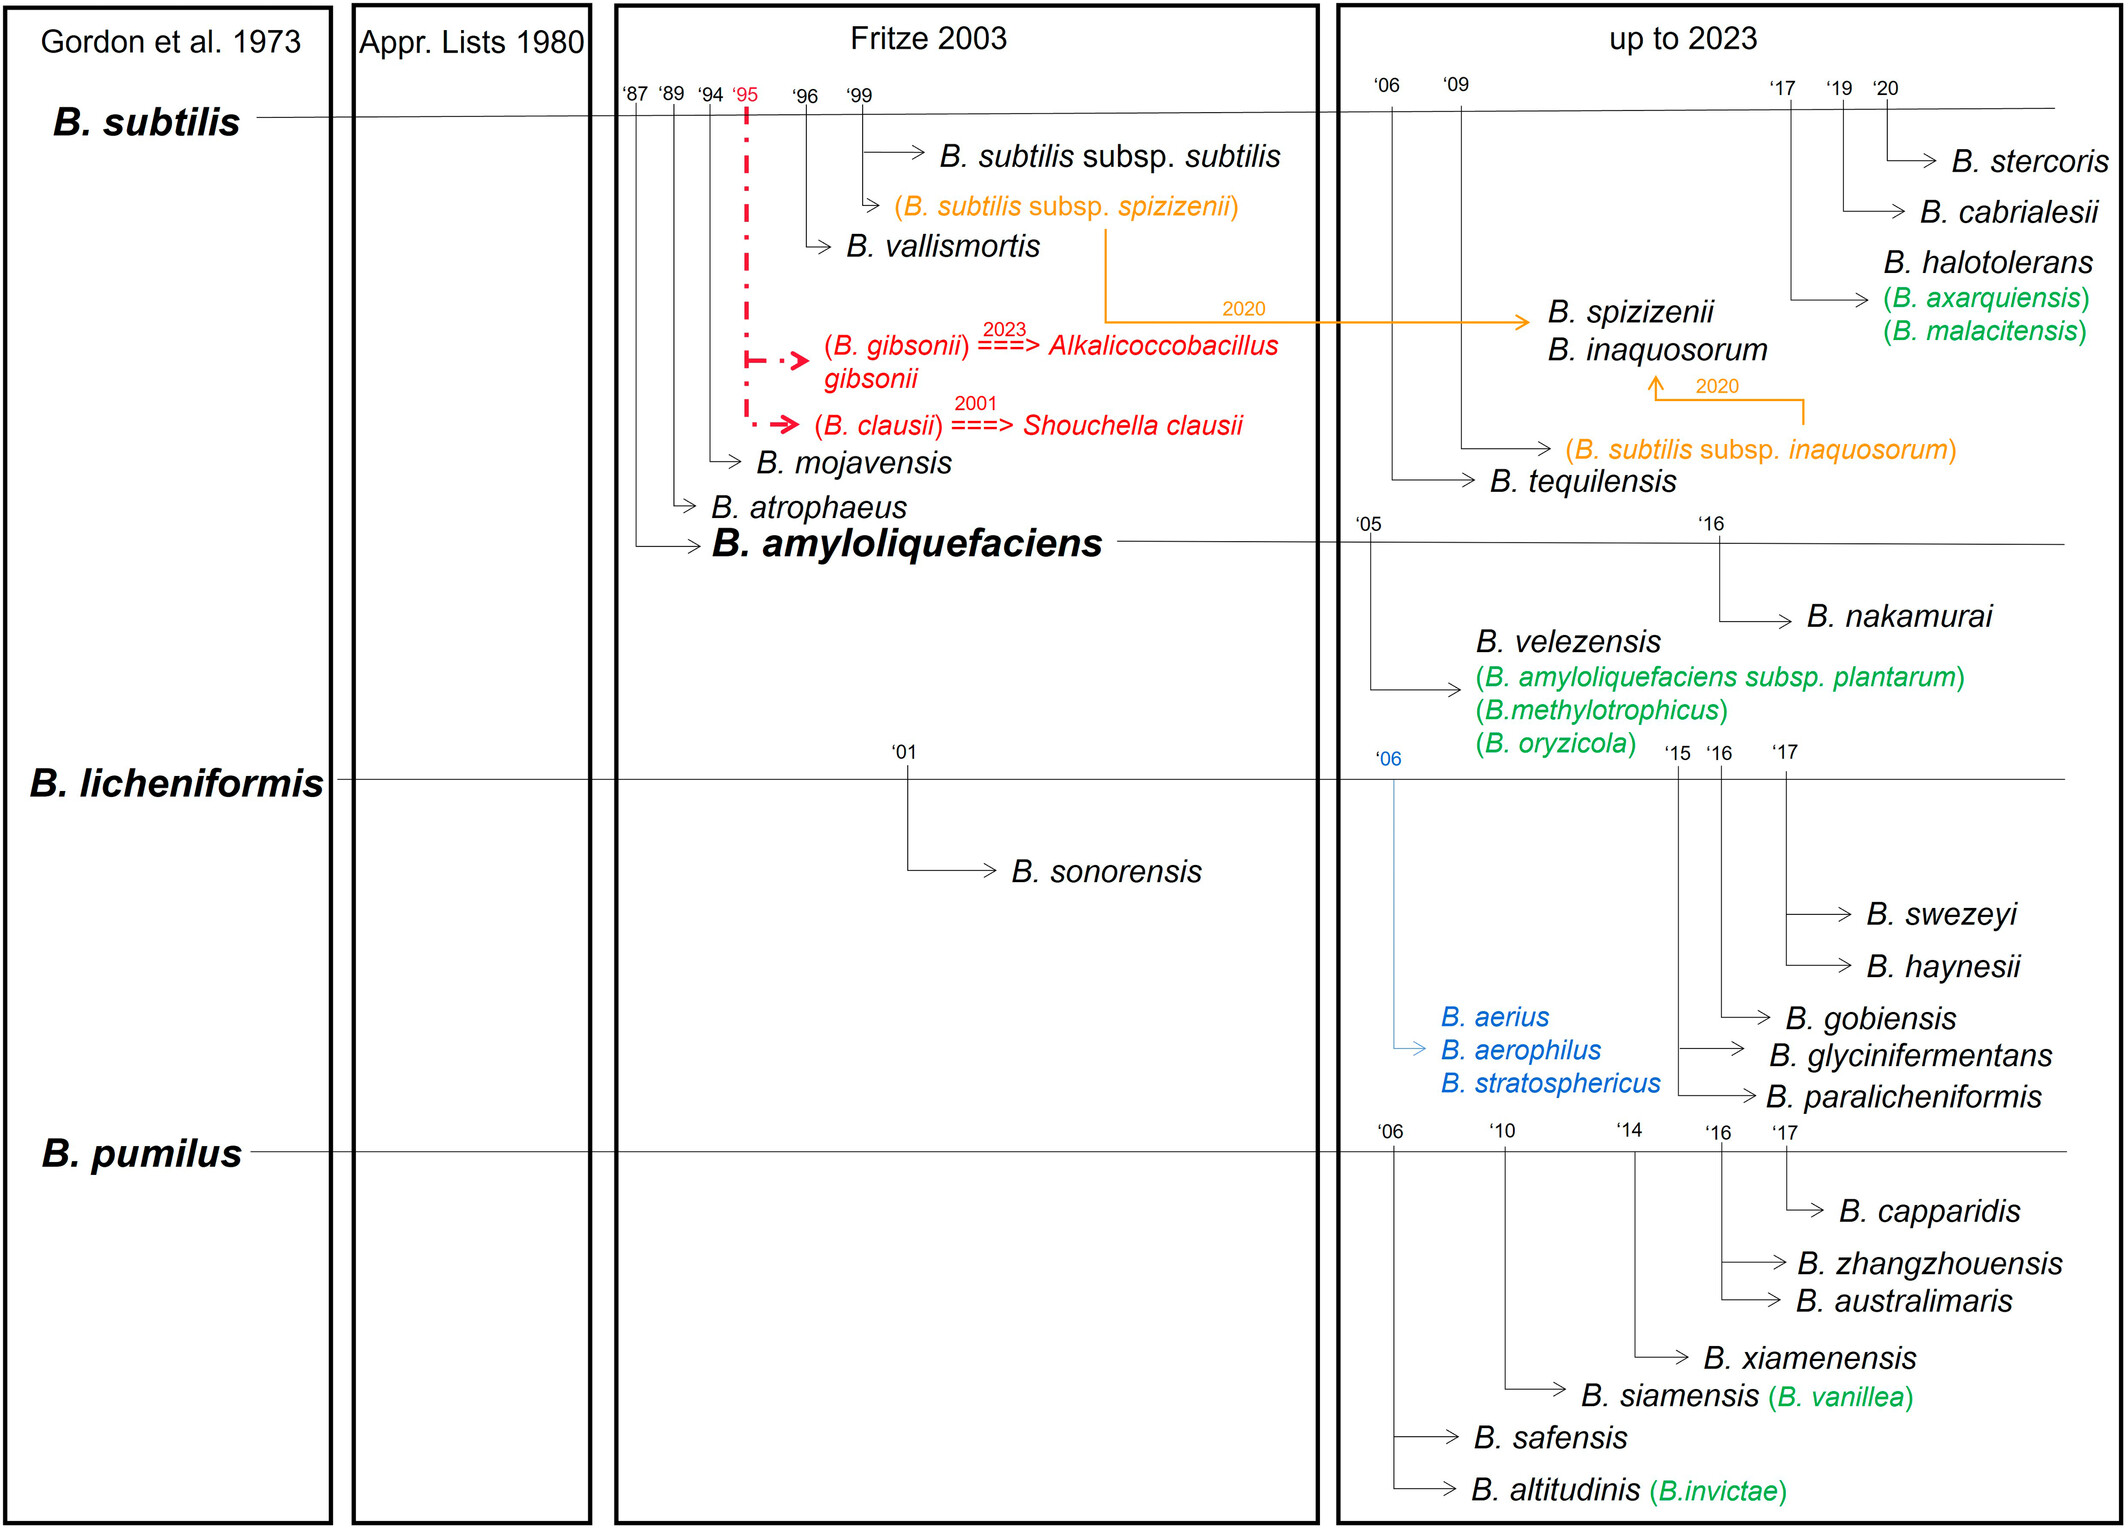 Gordon et al. 1973
Appr. Lists 1980
Fritze 2003
up to 2023
B. subtilis
‘87
‘89
‘94
‘95
‘96
‘99
B. subtilis subsp. subtilis
(B. subtilis subsp. spizizenii)
B. vallismortis
2020
(B. gibsonii) ===> Alkalicoccobacillus
2023
gibsonii
2001
(B. clausii) ===> Shouchella clausii
B. mojavensis
B. atrophaeus
B. amyloliquefaciens
‘06
‘09
‘17
‘19
‘20
B. stercoris
B. cabrialesii
B. halotolerans
(B. axarquiensis)
(B. malacitensis)
B. spizizenii
B. inaquosorum
2020
(B. subtilis subsp. inaquosorum)
B. tequilensis
‘05
‘16
B. nakamurai
B. velezensis
(B. amyloliquefaciens subsp. plantarum)
(B.methylotrophicus)
(B. oryzicola)
B. licheniformis
‘01
B. sonorensis
‘06
‘15
‘16
‘17
B. swezeyi
B. haynesii
B. gobiensis
B. glycinifermentans
B. paralicheniformis
B. aerius
B. aerophilus
B. stratosphericus
B. pumilus
‘06
‘10
‘14
‘16
‘17
B. capparidis
B. zhangzhouensis
B. australimaris
B. xiamenensis
B. siamensis (B. vanillea)
B. safensis
B. altitudinis (B.invictae)